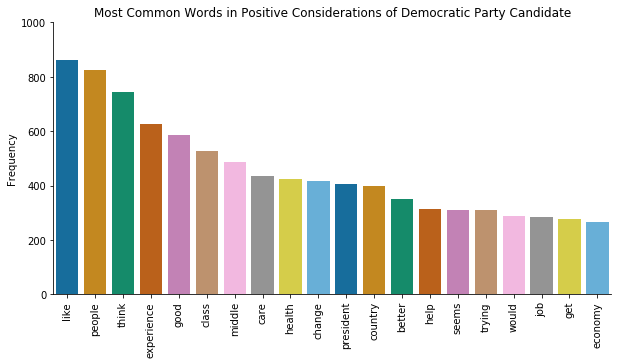 Most Common Words in Positive Considerations of Democratic Party Candidate
1000
800
600
400
200
0
Frequency
like
people
think
experience
good
class
middle
care
health
change
president
country
better
help
seems
trying
would
job
get
economy